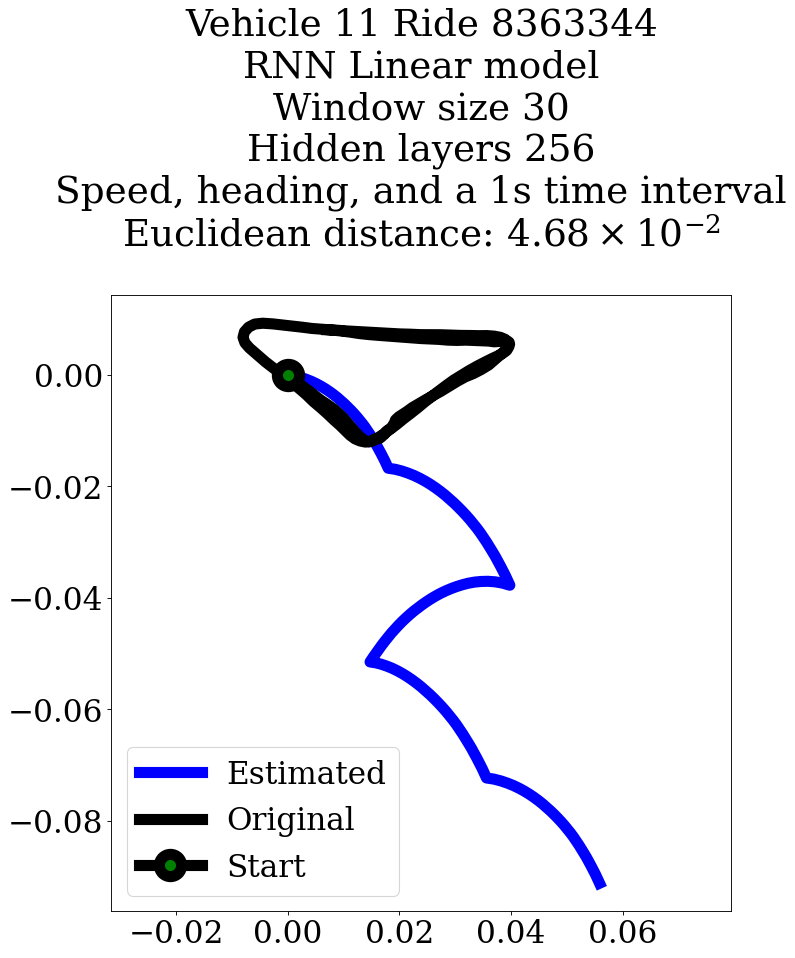 Vehicle 11 Ride 8363344
RNN Linear model
Window size 30
Hidden layers 256
Speed, heading, and a 1s time interval
Euclidean distance: 4.68 × 10⁻²
0.00
−0.02
−0.04
−0.06
−0.08
Estimated
Original
Start
−0.02 0.00 0.02 0.04 0.06